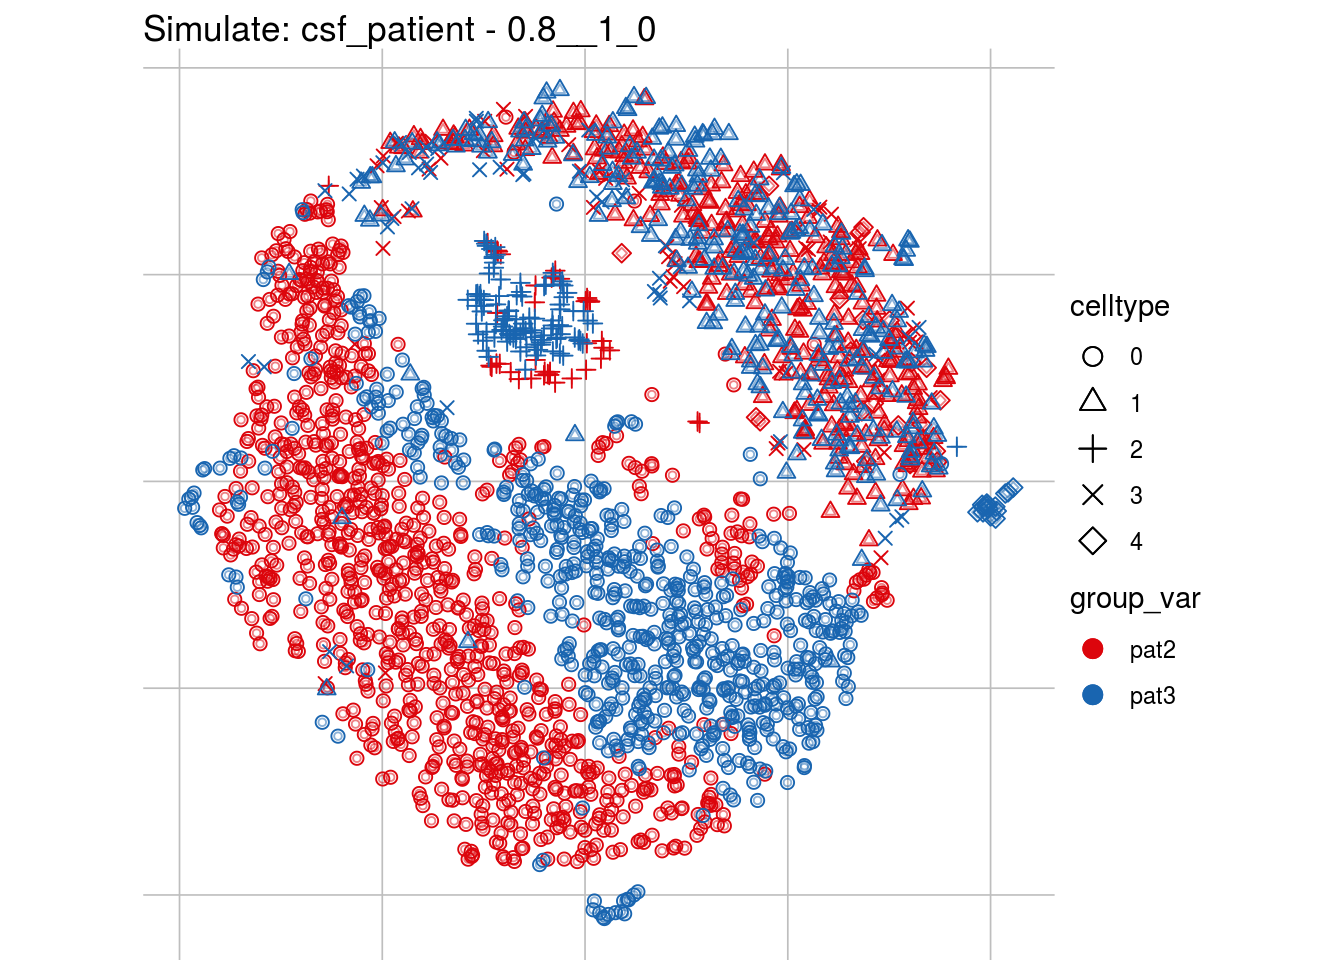 Simulate: csf_patient - 0.8__1_0
celltype
0
1
2
3
4
group_var
pat2
pat3